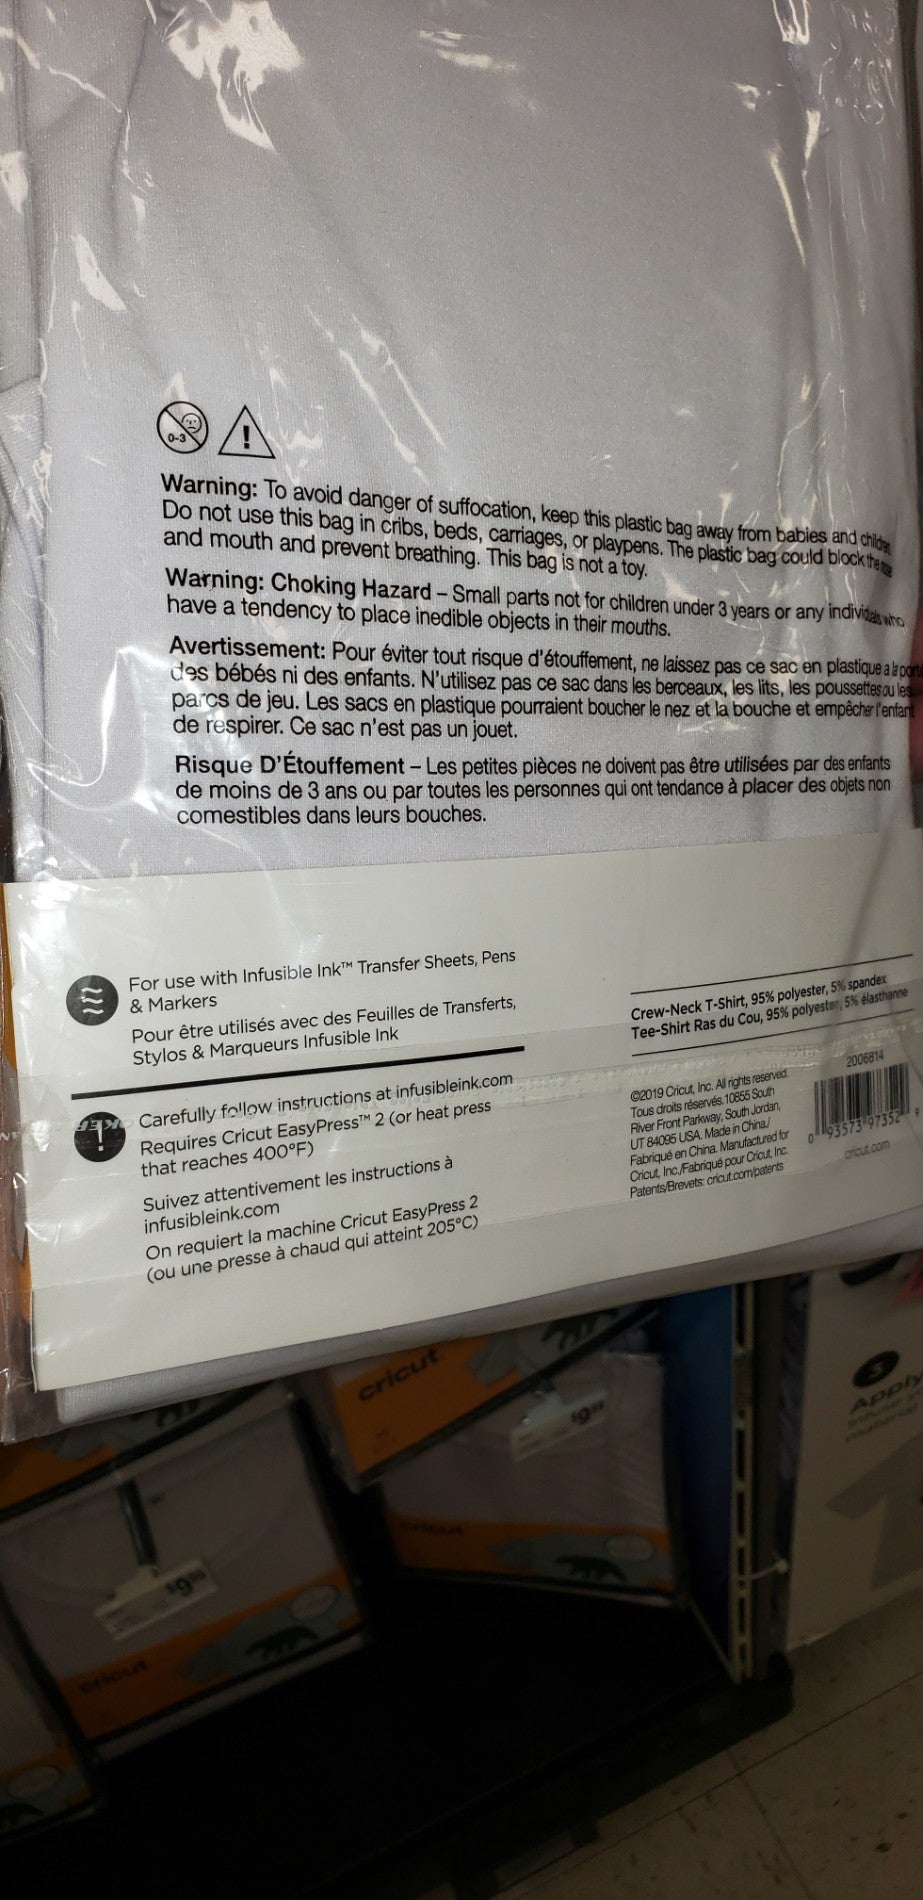 0-3
!
Warning: To avoid danger of suffocation, keep this plastic bag away from babies and children.
Do not use this bag in cribs, beds, carriages, or playpens. The plastic bag could block the nose
and mouth and prevent breathing. This bag is not a toy.
Warning: Choking Hazard – Small parts not for children under 3 years or any individuals who
have a tendency to place inedible objects in their mouths.
Avertissement: Pour éviter tout risque d'étouffement, ne laissez pas ce sac en plastique a la
des bébés ni des enfants. N'utilisez pas ce sac dans les berceaux, les lits, les poussettes ou les
parcs de jeu. Les sacs en plastique pourraient boucher le nez et la bouche et empêcher l'enfant
de respirer. Ce sac n'est pas un jouet.
Risque D'Étouffement – Les petites pièces ne doivent pas être utilisées par des enfants
de moins de 3 ans ou par toutes les personnes qui ont tendance à placer des objets non
comestibles dans leurs bouches.
For use with Infusible Ink™ Transfer Sheets, Pens
& Markers
Pour être utilisés avec des Feuilles de Transferts,
Stylos & Marqueurs Infusible Ink
!
Carefully follow instructions at infusibleink.com
Requires Cricut EasyPress™ 2 (or heat press
that reaches 400°F)
Suivez attentivement les instructions à
infusibleink.com
On requiert la machine Cricut EasyPress 2
(ou une presse à chaud qui atteint 205°C)
Crew-Neck T-Shirt, 95% polyester, 5% spandex
Tee-Shirt Ras du Cou, 95% polyester, 5% élasthanne
©2019 Cricut, Inc. All rights reserved.
Tous droits réservés. 10855 South
River Front Parkway, South Jordan,
UT 84095 USA. Made in China./
Fabriqué en China. Manufactured for
Cricut, Inc./Fabriqué pour Cricut, Inc.
Patents/Brevets: cricut.com/patents
2006814
0 93573 97352 9
cricut.com
cricut
$9.99
cricut
$9.99
cricut
3
Apply